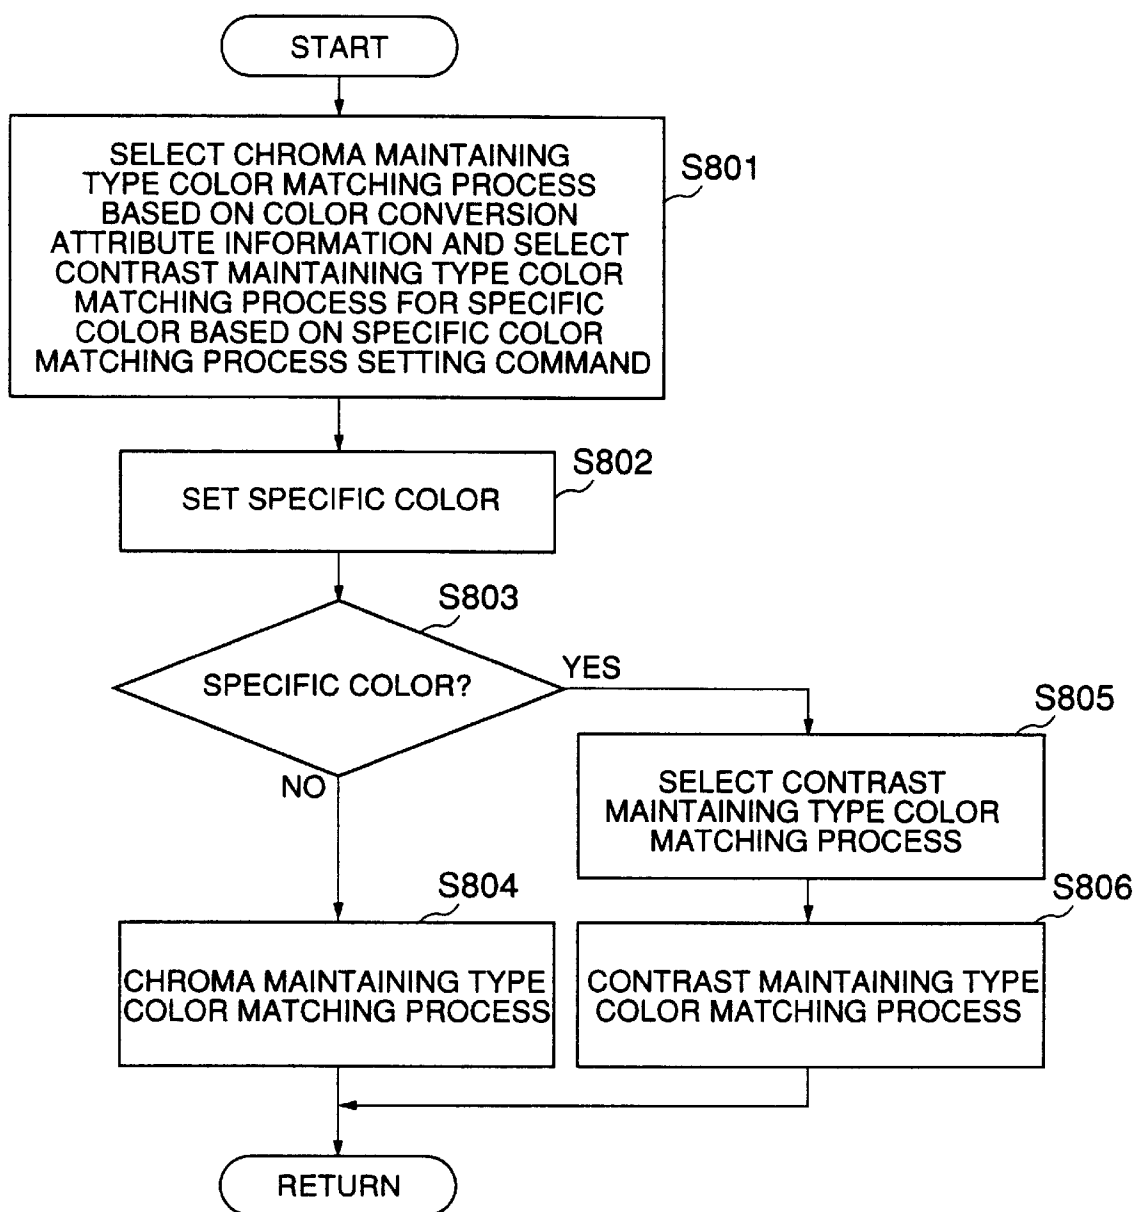 START
SELECT CHROMA MAINTAINING
TYPE COLOR MATCHING PROCESS
BASED ON COLOR CONVERSION
ATTRIBUTE INFORMATION AND SELECT
CONTRAST MAINTAINING TYPE COLOR
MATCHING PROCESS FOR SPECIFIC
COLOR BASED ON SPECIFIC COLOR
MATCHING PROCESS SETTING COMMAND
S801
SET SPECIFIC COLOR
S802
SPECIFIC COLOR?
S803
YES
NO
S805
SELECT CONTRAST
MAINTAINING TYPE COLOR
MATCHING PROCESS
S804
CHROMA MAINTAINING TYPE
COLOR MATCHING PROCESS
S806
CONTRAST MAINTAINING TYPE
COLOR MATCHING PROCESS
RETURN